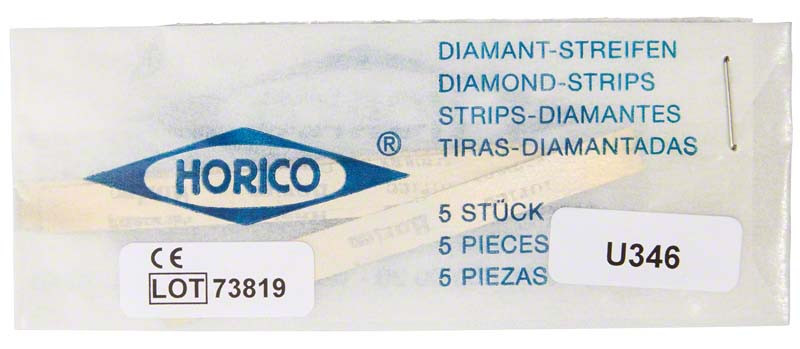 DIAMANT-STREIFEN
DIAMOND-STRIPS
STRIPS-DIAMANTES
TIRAS-DIAMANTADAS
HORICO ®
5 STÜCK
5 PIECES
5 PIEZAS
U346
CE
LOT 73819